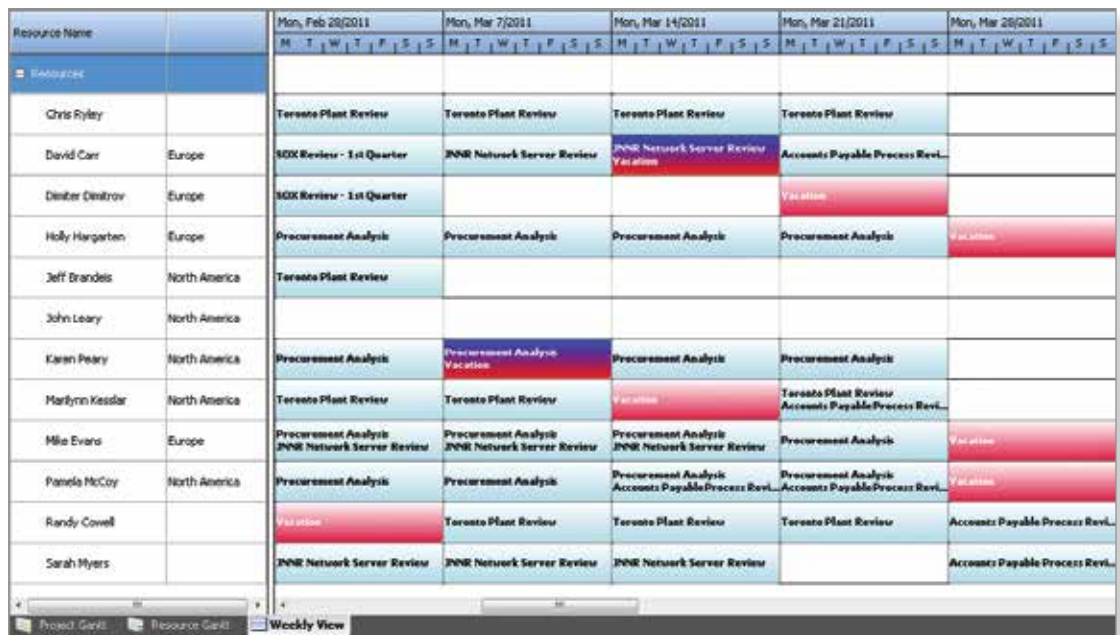 Resource Name
Mon, Feb 28/2011 Mon, Mar 7/2011 Mon, Mar 14/2011 Mon, Mar 21/2011 Mon, Mar 28/2011
M T W T F S S M T W T F S S M T W T F S S M T W T F S S M T W T F S S
Resources
Chris Ryley Toronto Plant Review Toronto Plant Review Toronto Plant Review Toronto Plant Review
David Carr Europe SOX Review - 1st Quarter JNNR Network Server Review JNNR Network Server Review Accounts Payable Process Revi...
Vacation
Dimiter Dimitrov Europe SOX Review - 1st Quarter Vacation
Holly Hargarten Europe Procurement Analysis Procurement Analysis Procurement Analysis Procurement Analysis Vacation
Jeff Brandeis North America Toronto Plant Review
John Leary North America
Karen Peary North America Procurement Analysis Procurement Analysis Procurement Analysis Procurement Analysis
Vacation
Marilynn Kesslar North America Toronto Plant Review Toronto Plant Review Vacation Toronto Plant Review
Accounts Payable Process Revi...
Mike Evans Europe Procurement Analysis Procurement Analysis Procurement Analysis Procurement Analysis Vacation
JNNR Network Server Review JNNR Network Server Review JNNR Network Server Review
Pamela McCoy North America Procurement Analysis Procurement Analysis Procurement Analysis Procurement Analysis Vacation
Accounts Payable Process Revi... Accounts Payable Process Revi...
Randy Cowell Vacation Toronto Plant Review Toronto Plant Review Toronto Plant Review Accounts Payable Process Revi...
Sarah Myers JNNR Network Server Review JNNR Network Server Review JNNR Network Server Review Accounts Payable Process Revi...
Project Gantt Resource Gantt Weekly View